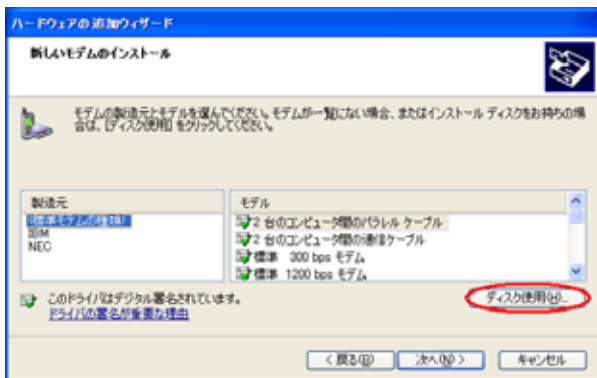 ハードウェアの追加ウィザード
新しいモデムのインストール
モデムの製造元とモデルを選んでください。モデムが一覧にない場合、またはインストール ディスクをお持ちの場
合は、[ディスク使用] をクリックしてください。
製造元
(標準モデムの種類)
IBM
NEC
モデル
2 台のコンピュータ間のパラレル ケーブル
2 台のコンピュータ間の通信ケーブル
標準 300 bps モデム
標準 1200 bps モデム
このドライバはデジタル署名されています。
ドライバの署名が重要な理由
ディスク使用(H)...
< 戻る(B)
次へ(N) >
キャンセル